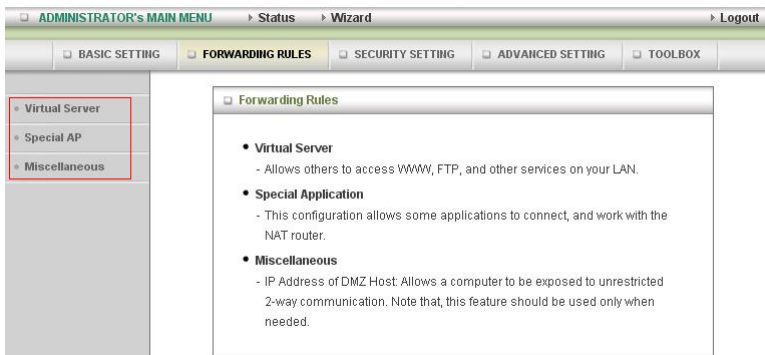 ADMINISTRATOR's MAIN MENU Status Wizard Logout
BASIC SETTING FORWARDING RULES SECURITY SETTING ADVANCED SETTING TOOLBOX
Virtual Server
Special AP
Miscellaneous
Forwarding Rules
Virtual Server
- Allows others to access WWW, FTP, and other services on your LAN.
Special Application
- This configuration allows some applications to connect, and work with the
NAT router.
Miscellaneous
- IP Address of DMZ Host: Allows a computer to be exposed to unrestricted
2-way communication. Note that, this feature should be used only when
needed.